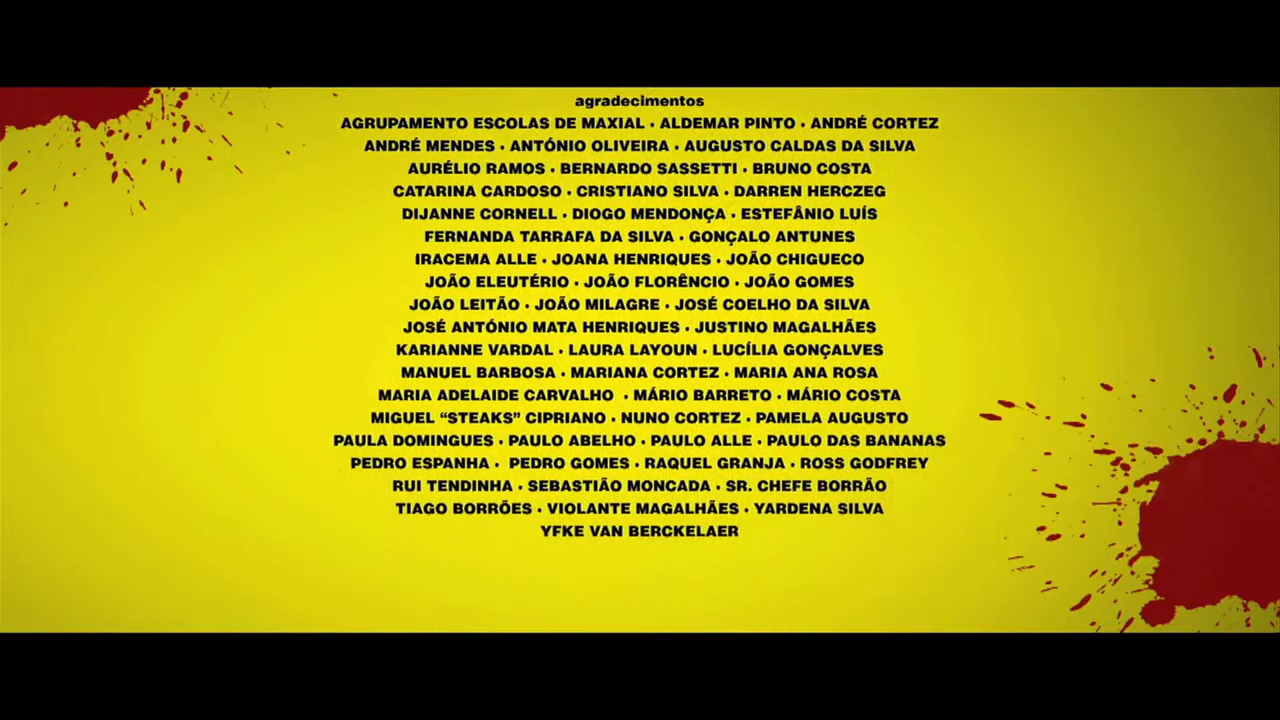 agradecimentos
AGRUPAMENTO ESCOLAS DE MAXIAL • ALDEMAR PINTO • ANDRÉ CORTEZ
ANDRÉ MENDES • ANTÓNIO OLIVEIRA • AUGUSTO CALDAS DA SILVA
AURÉLIO RAMOS • BERNARDO SASSETTI • BRUNO COSTA
CATARINA CARDOSO • CRISTIANO SILVA • DARREN HERCZEG
DIJANNE CORNELL • DIOGO MENDONÇA • ESTEFÂNIO LUÍS
FERNANDA TARRAFA DA SILVA • GONÇALO ANTUNES
IRACEMA ALLE • JOANA HENRIQUES • JOÃO CHIGUECO
JOÃO ELEUTÉRIO • JOÃO FLORÊNCIO • JOÃO GOMES
JOÃO LEITÃO • JOÃO MILAGRE • JOSÉ COELHO DA SILVA
JOSÉ ANTÓNIO MATA HENRIQUES • JUSTINO MAGALHÃES
KARIANNE VARDAL • LAURA LAYOUN • LUCÍLIA GONÇALVES
MANUEL BARBOSA • MARIANA CORTEZ • MARIA ANA ROSA
MARIA ADELAIDE CARVALHO • MÁRIO BARRETO • MÁRIO COSTA
MIGUEL “STEAKS” CIPRIANO • NUNO CORTEZ • PAMELA AUGUSTO
PAULA DOMINGUES • PAULO ABELHO • PAULO ALLE • PAULO DAS BANANAS
PEDRO ESPANHA • PEDRO GOMES • RAQUEL GRANJA • ROSS GODFREY
RUI TENDINHA • SEBASTIÃO MONCADA • SR. CHEFE BORRÃO
TIAGO BORRÕES • VIOLANTE MAGALHÃES • YARDENA SILVA
YFKE VAN BERCKELAER